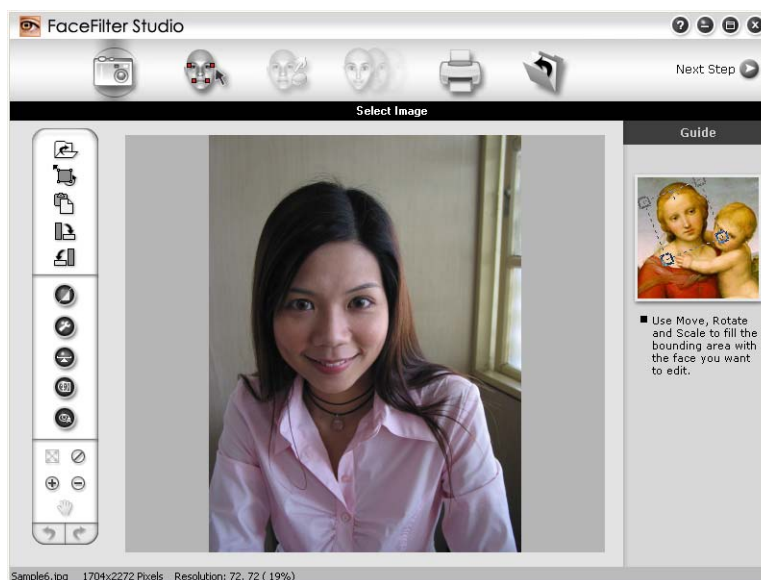 FaceFilter Studio
Next Step
Select Image
Guide
Use Move, Rotate
and Scale to fill the
bounding area with
the face you want
to edit.
Sample6.jpg 1704x2272 Pixels Resolution: 72, 72 ( 19%)